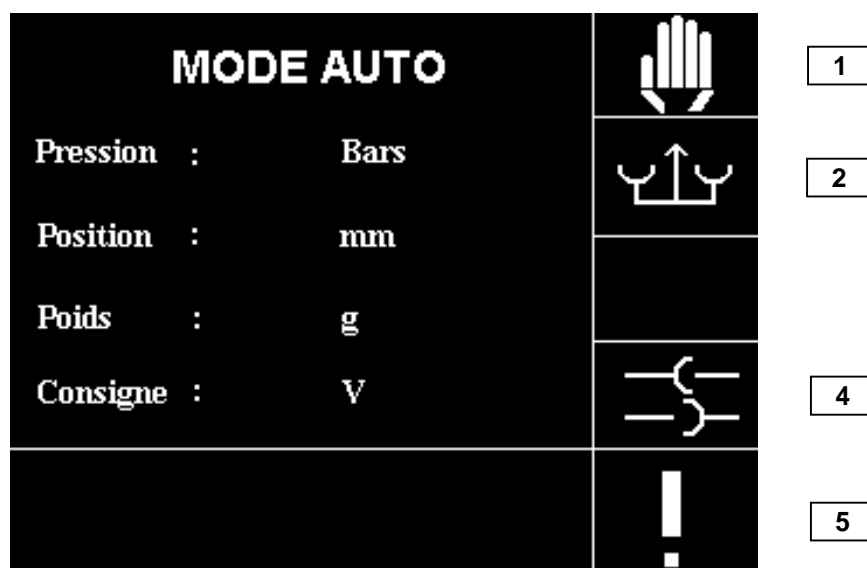 MODE AUTO
Pression : Bars
Position : mm
Poids : g
Consigne : V
!
1
2
4
5